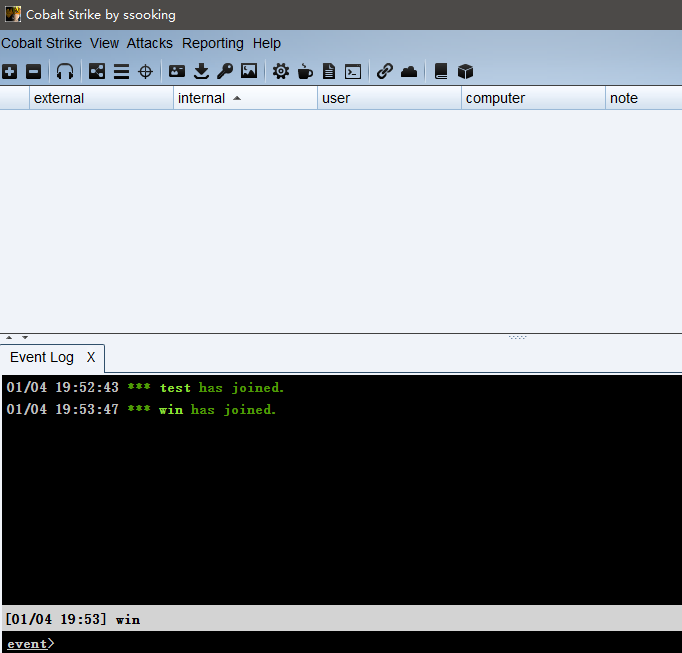 Cobalt Strike by ssooking
Cobalt Strike View Attacks Reporting Help
external internal user computer note
Event Log X
01/04 19:52:43 *** test has joined.
01/04 19:53:47 *** win has joined.
[01/04 19:53] win
event>